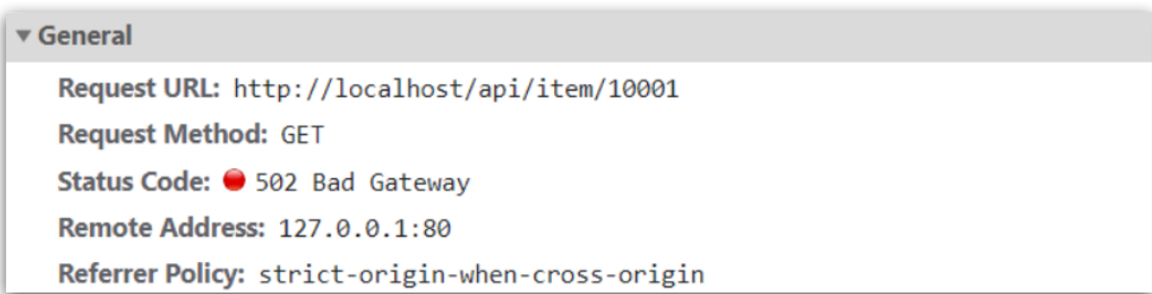 General
Request URL: http://localhost/api/item/10001
Request Method: GET
Status Code: 502 Bad Gateway
Remote Address: 127.0.0.1:80
Referrer Policy: strict-origin-when-cross-origin